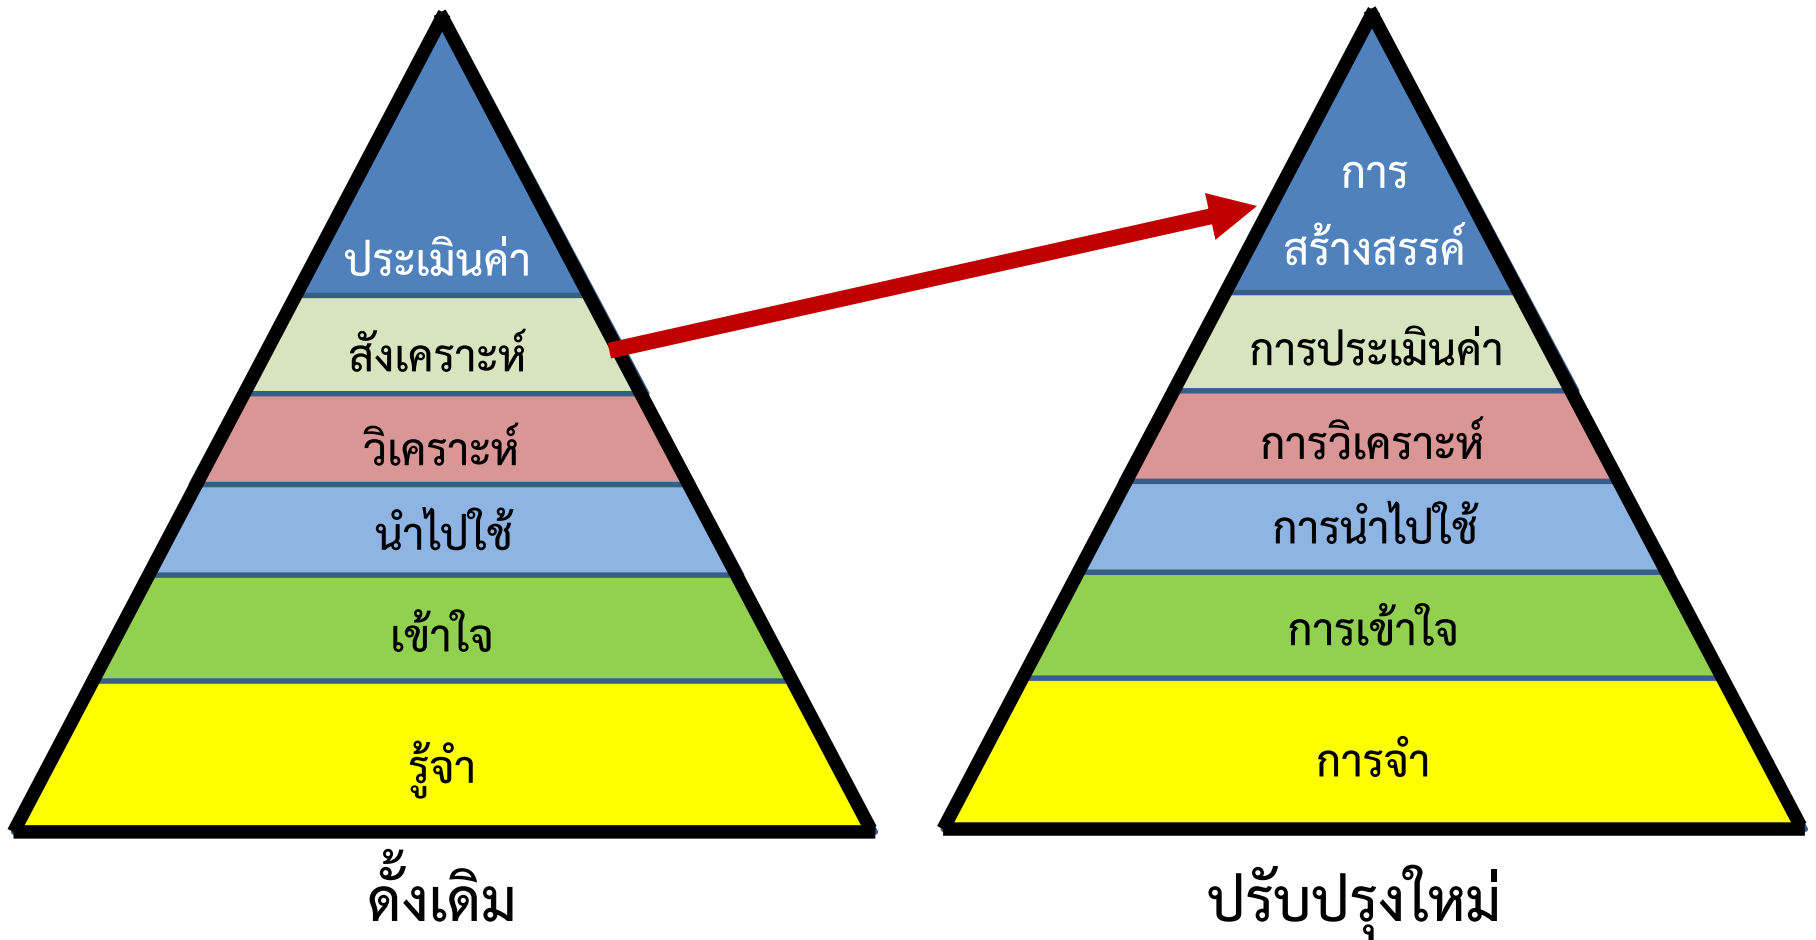 ประเมินค่า
สังเคราะห์
วิเคราะห์
นำไปใช้
เข้าใจ
รู้จำ
ดั้งเดิม
การ
สร้างสรรค์
การประเมินค่า
การวิเคราะห์
การนำไปใช้
การเข้าใจ
การจำ
ปรับปรุงใหม่